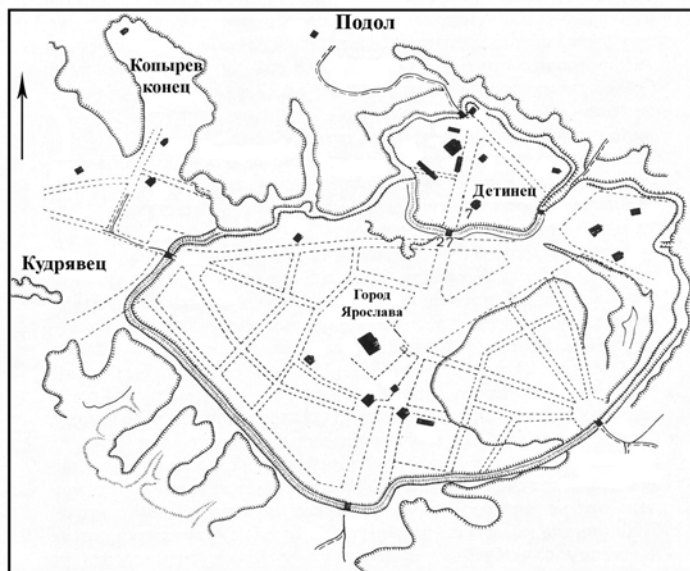 Подол
Копырев
конец
Детинец
7
27
Кудрявец
Город
Ярослава